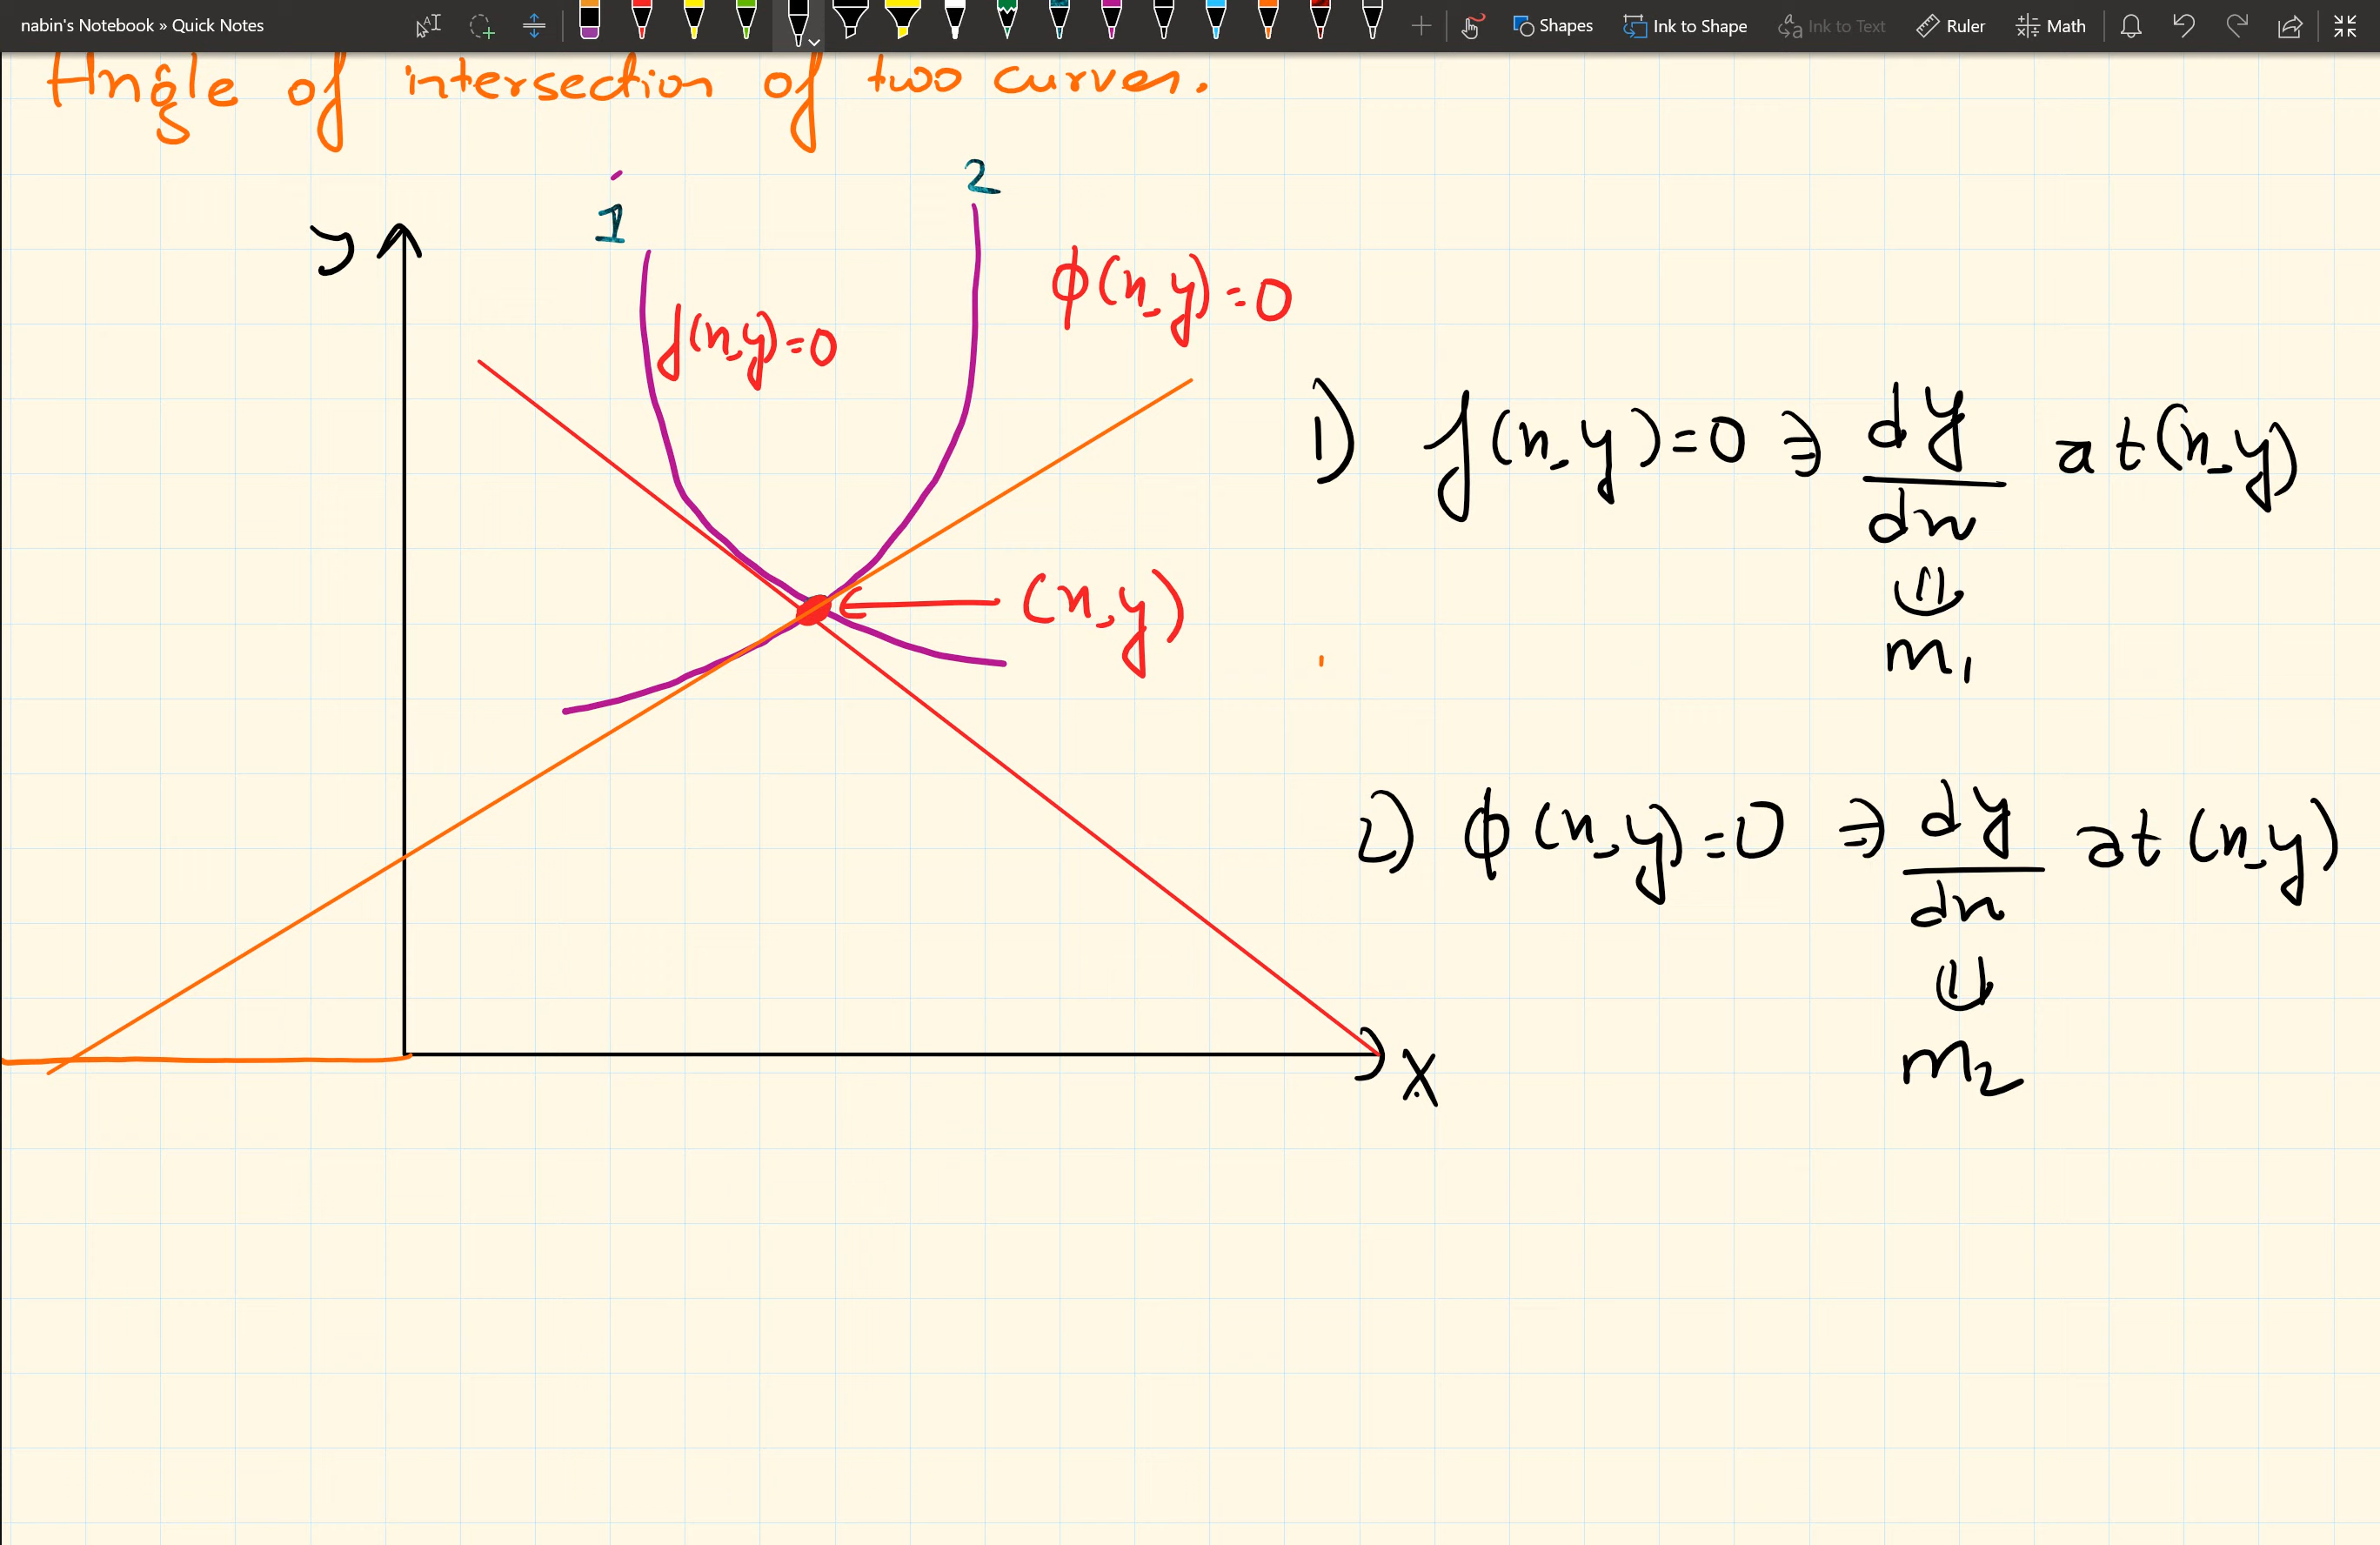 nabin's Notebook » Quick Notes
Shapes
Ink to Shape
Ink to Text
Ruler
Math
Angle of intersection of two curves.
1
2
y
f(x,y)=0
φ(x,y)=0
(x,y)
X
1) f(x,y)=0 ⇒ dy/dx at (x,y)
⇓
m₁
2) φ(x,y)=0 ⇒ dy/dx at (x,y)
⇓
m₂